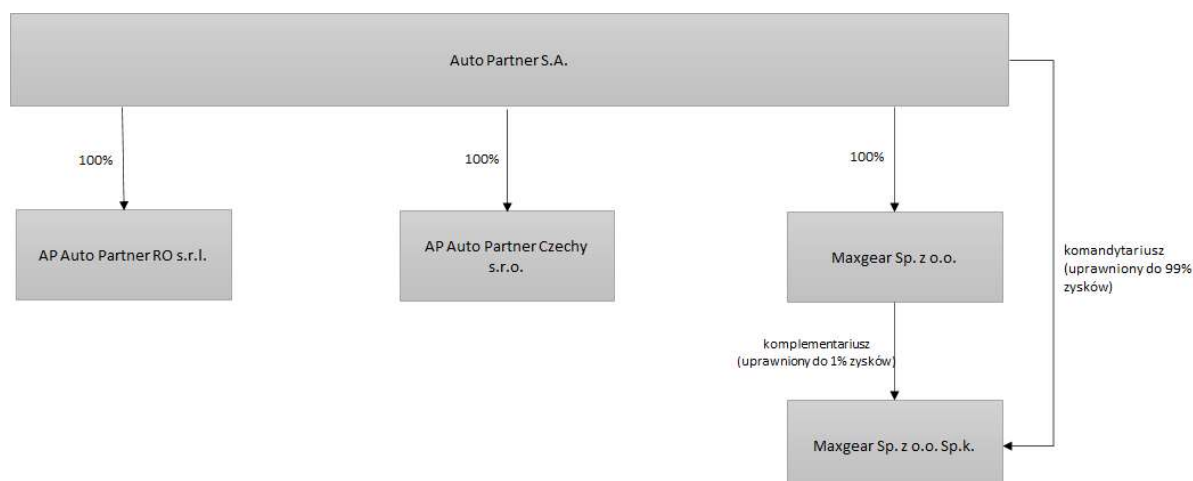 Auto Partner S.A.
100%
100%
100%
AP Auto Partner RO s.r.l.
AP Auto Partner Czechy
s.r.o.
Maxgear Sp. z o.o.
komandytariusz
(uprawniony do 99%
zysków)
komplementariusz
(uprawniony do 1% zysków)
Maxgear Sp. z o.o. Sp.k.